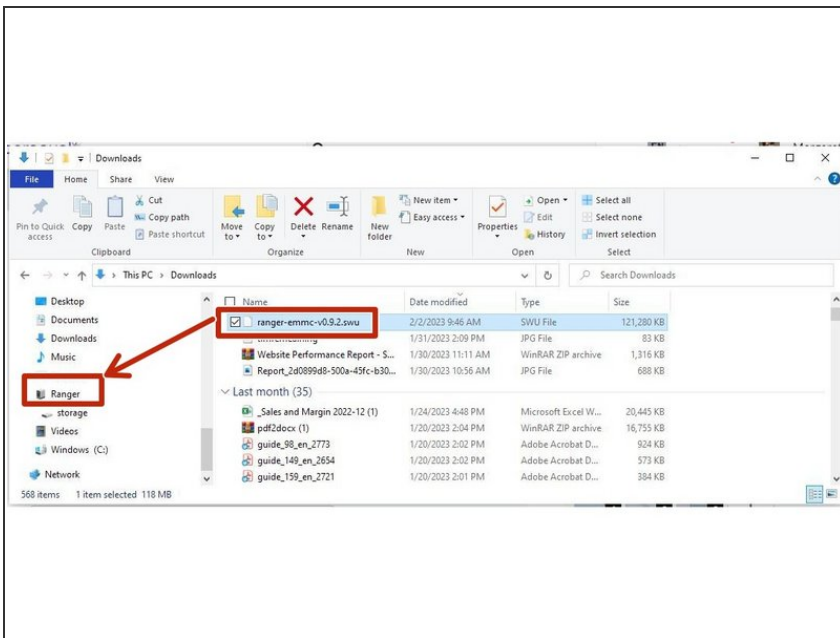 Downloads
File Home Share View
Pin to Quick access
Copy
Paste
Cut
Copy path
Paste shortcut
Clipboard
Move to
Copy to
Delete
Rename
Organize
New folder
New item
Easy access
New
Properties
Open
Edit
History
Open
Select all
Select none
Invert selection
Select
This PC > Downloads
Search Downloads
Desktop
Documents
Downloads
Music
Ranger
storage
Videos
Windows (C:)
Network
Name Date modified Type Size
ranger-emmc-v0.9.2.swu 2/2/2023 9:46 AM SWU File 121,280 KB
1/31/2023 2:09 PM JPG File 83 KB
Website Performance Report - S... 1/30/2023 11:11 AM WinRAR ZIP archive 1,316 KB
Report_2d0899d8-500a-45fc-b30... 1/30/2023 10:56 AM JPG File 688 KB
Last month (35)
_Sales and Margin 2022-12 (1) 1/24/2023 4:48 PM Microsoft Excel W... 20,445 KB
pdf2docx (1) 1/20/2023 2:04 PM WinRAR ZIP archive 16,755 KB
guide_98_en_2773 1/20/2023 2:02 PM Adobe Acrobat D... 924 KB
guide_149_en_2654 1/20/2023 2:02 PM Adobe Acrobat D... 573 KB
guide_159_en_2721 1/20/2023 2:01 PM Adobe Acrobat D... 384 KB
568 items 1 item selected 118 MB